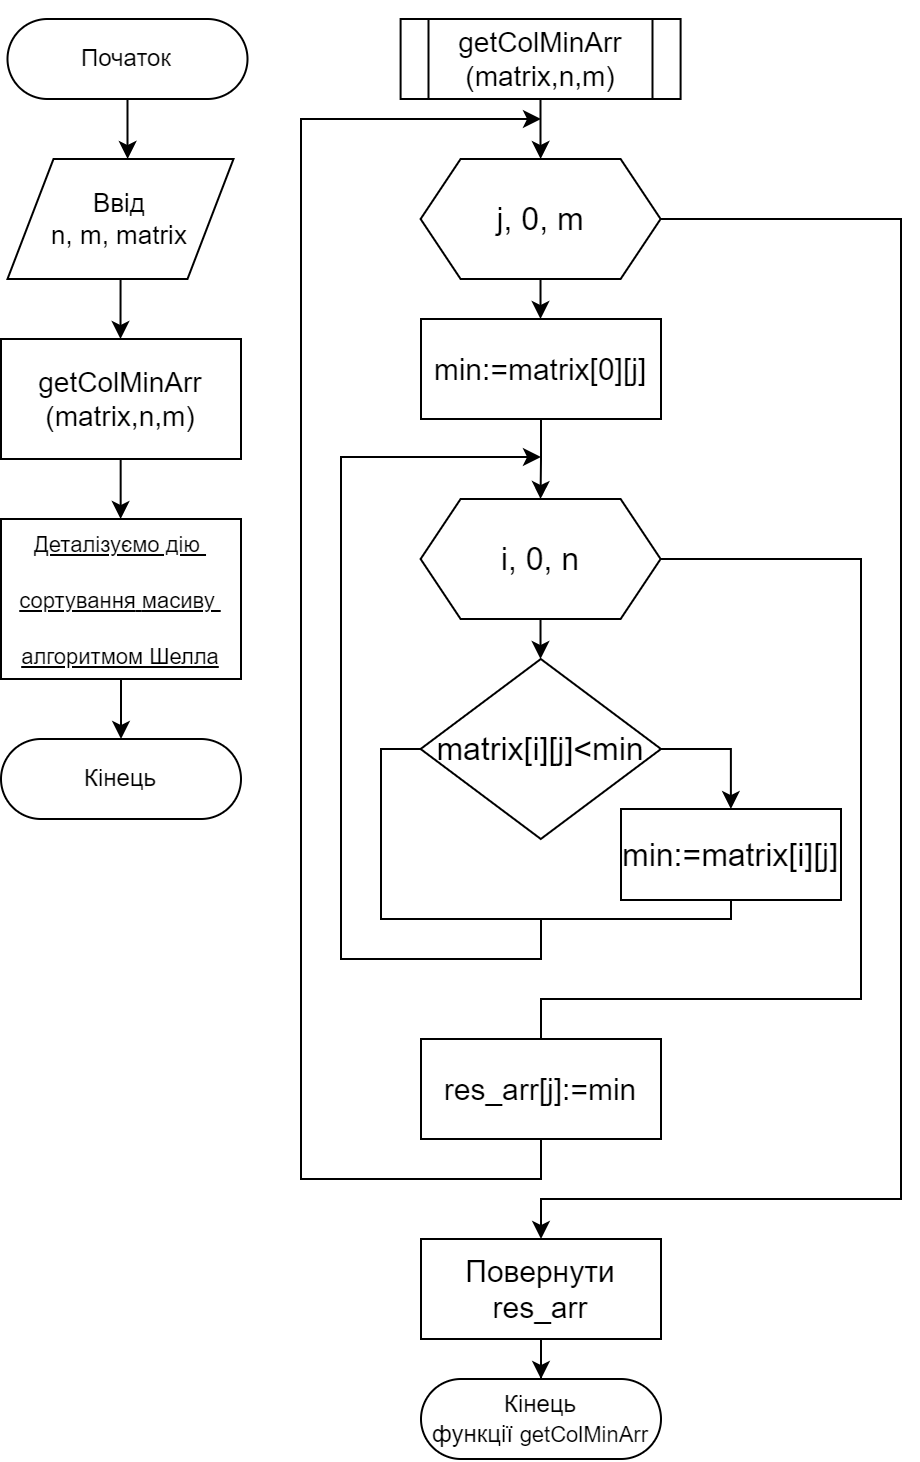 Початок
Ввід
n, m, matrix
getColMinArr
(matrix,n,m)
Деталізуємо дію
сортування масиву
алгоритмом Шелла
Кінець
getColMinArr
(matrix,n,m)
j, 0, m
min:=matrix[0][j]
i, 0, n
matrix[i][j]<min
min:=matrix[i][j]
res_arr[j]:=min
Повернути
res_arr
Кінець
функції getColMinArr